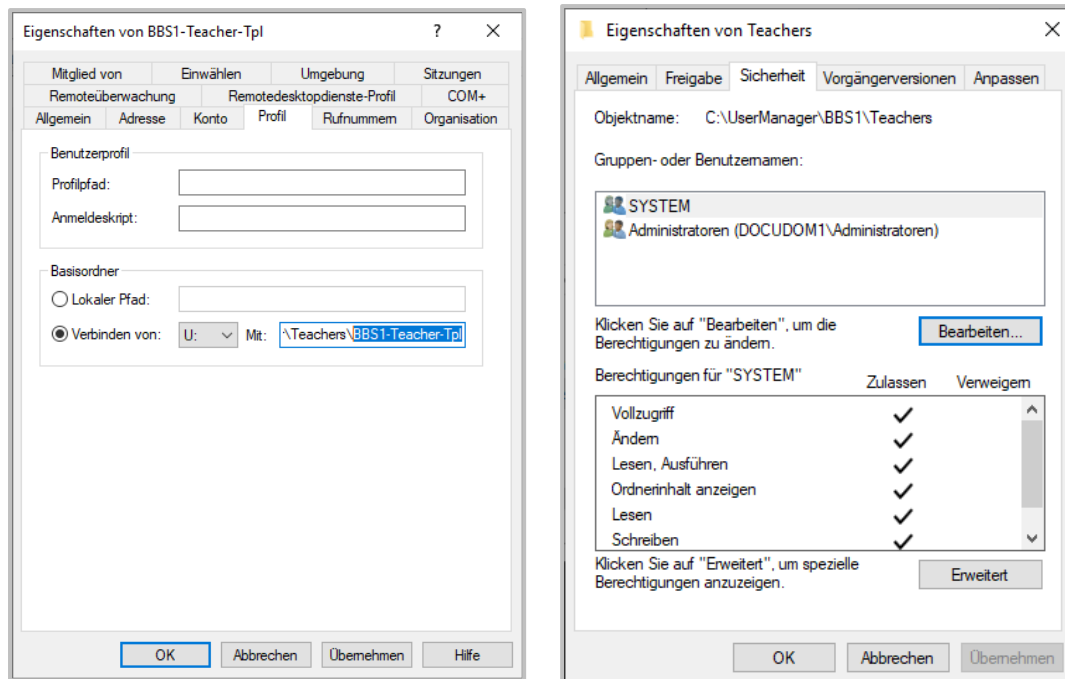 Eigenschaften von BBS1-Teacher-Tpl
?
Mitglied von Einwählen Umgebung Sitzungen
Remoteüberwachung Remotedesktopdienste-Profil COM+
Allgemein Adresse Konto Profil Rufnummern Organisation
Benutzerprofil
Profilpfad:
Anmeldeskript:
Basisordner
Lokaler Pfad:
Verbinden von: U: Mit: \Teachers\BBS1-Teacher-Tpl
OK Abbrechen Übernehmen Hilfe
Eigenschaften von Teachers
Allgemein Freigabe Sicherheit Vorgängerversionen Anpassen
Objektname: C:\UserManager\BBS1\Teachers
Gruppen- oder Benutzernamen:
SYSTEM
Administratoren (DOCUDOM1\Administratoren)
Klicken Sie auf "Bearbeiten", um die
Berechtigungen zu ändern.
Bearbeiten...
Berechtigungen für "SYSTEM" Zulassen Verweigern
Vollzugriff
Ändern
Lesen, Ausführen
Ordnerinhalt anzeigen
Lesen
Schreiben
Klicken Sie auf "Erweitert", um spezielle
Berechtigungen anzuzeigen.
Erweitert
OK Abbrechen Übernehmen